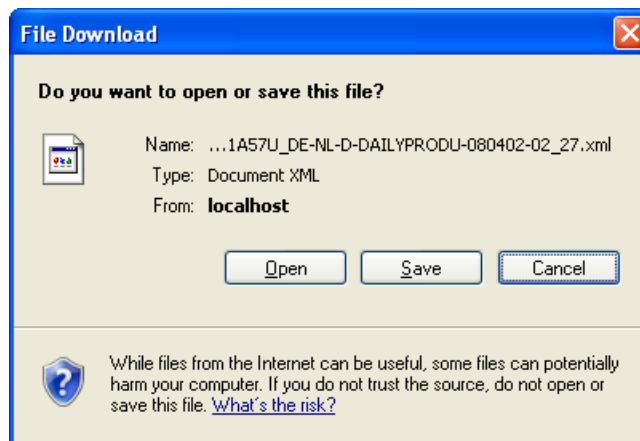 File Download
Do you want to open or save this file?
Name: ...1A57U_DE-NL-D-DAILYPRODU-080402-02_27.xml
Type: Document XML
From: localhost
Open Save Cancel
While files from the Internet can be useful, some files can potentially
harm your computer. If you do not trust the source, do not open or
save this file. What's the risk?